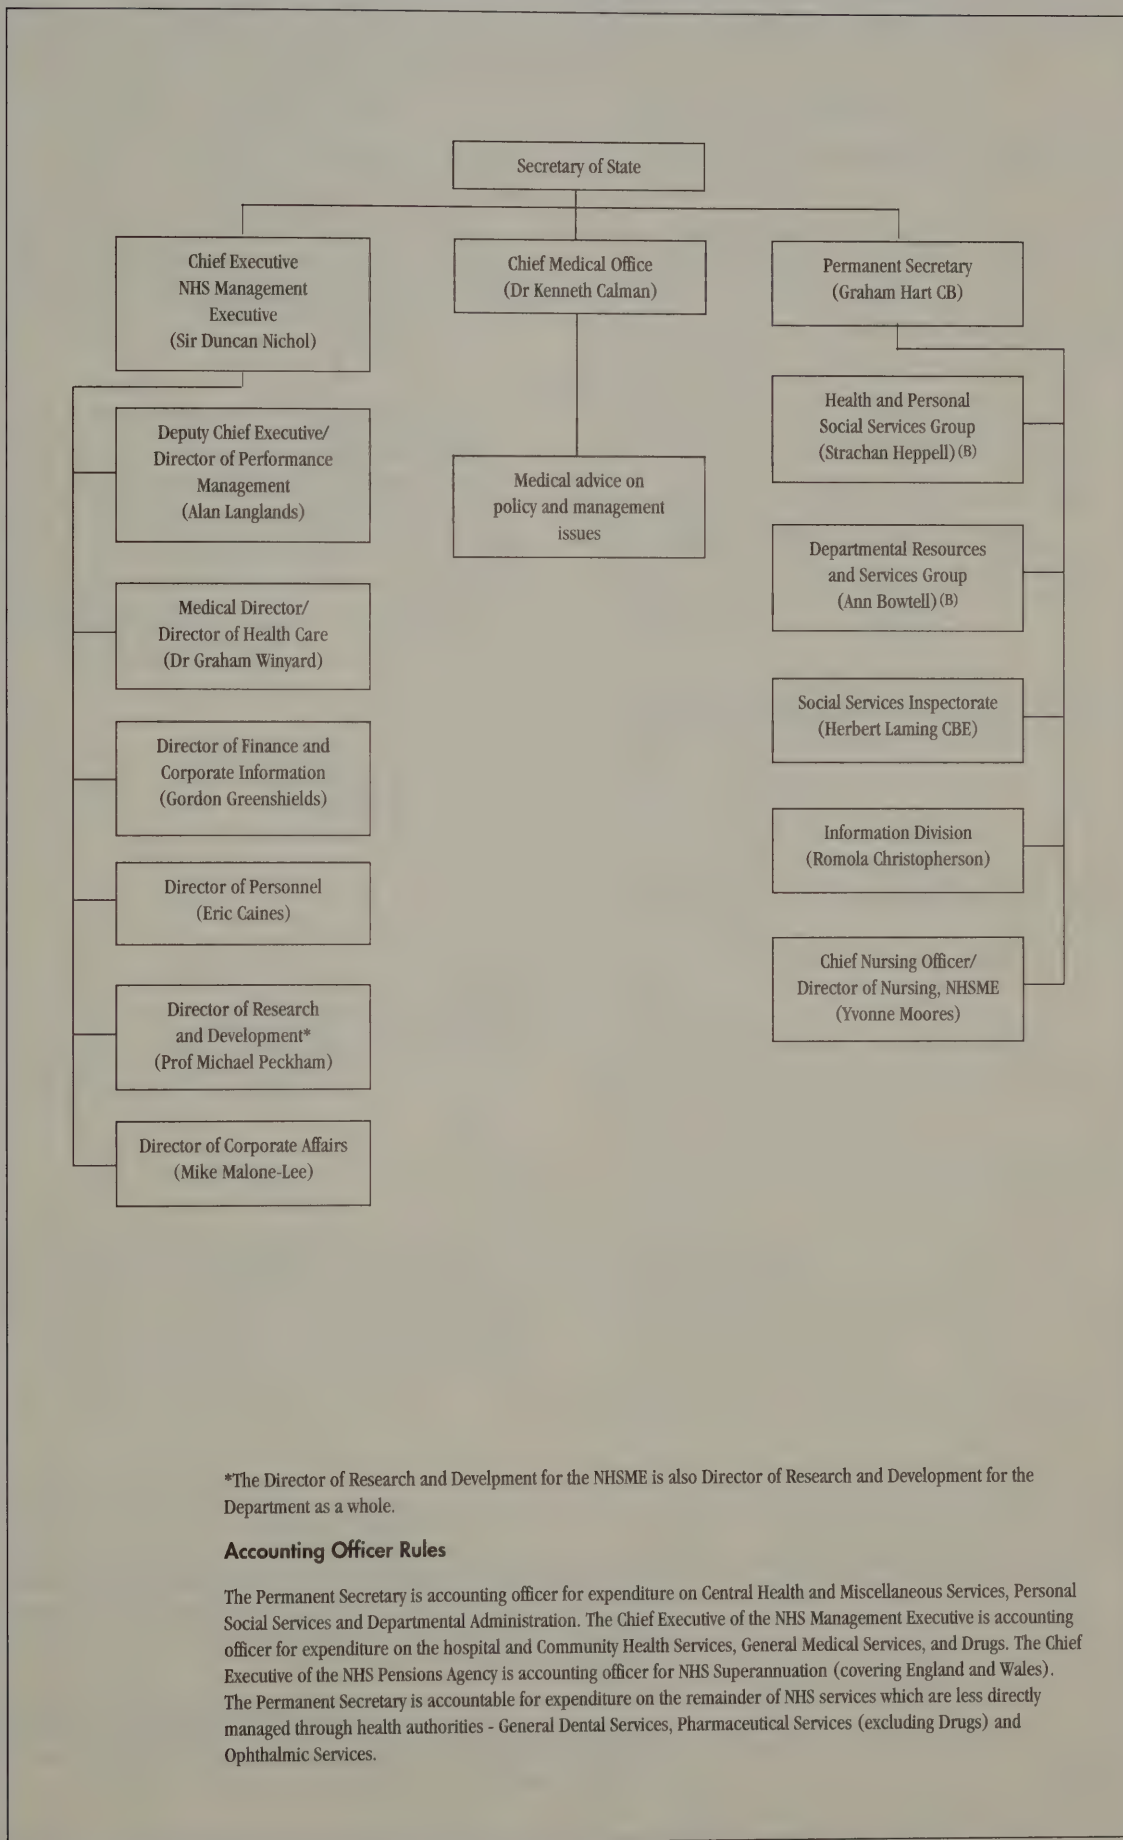 Secretary of State
Chief Executive
NHS Management
Executive
(Sir Duncan Nichol)
Deputy Chief Executive/
Director of Performance
Management
(Alan Langlands)
Medical Director/
Director of Health Care
(Dr Graham Winyard)
Director of Finance and
Corporate Information
(Gordon Greenshields)
Director of Personnel
(Eric Caines)
Director of Research
and Development*
(Prof Michael Peckham)
Director of Corporate Affairs
(Mike Malone-Lee)
Chief Medical Office
(Dr Kenneth Calman)
Medical advice on
policy and management
issues
Permanent Secretary
(Graham Hart CB)
Health and Personal
Social Services Group
(Strachan Heppell) (B)
Departmental Resources
and Services Group
(Ann Bowtell) (B)
Social Services Inspectorate
(Herbert Laming CBE)
Information Division
(Romola Christopherson)
Chief Nursing Officer/
Director of Nursing, NHSME
(Yvonne Moores)
*The Director of Research and Develpment for the NHSME is also Director of Research and Development for the
Department as a whole.
Accounting Officer Rules
The Permanent Secretary is accounting officer for expenditure on Central Health and Miscellaneous Services, Personal
Social Services and Departmental Administration. The Chief Executive of the NHS Management Executive is accounting
officer for expenditure on the hospital and Community Health Services, General Medical Services, and Drugs. The Chief
Executive of the NHS Pensions Agency is accounting officer for NHS Superannuation (covering England and Wales).
The Permanent Secretary is accountable for expenditure on the remainder of NHS services which are less directly
managed through health authorities - General Dental Services, Pharmaceutical Services (excluding Drugs) and
Ophthalmic Services.